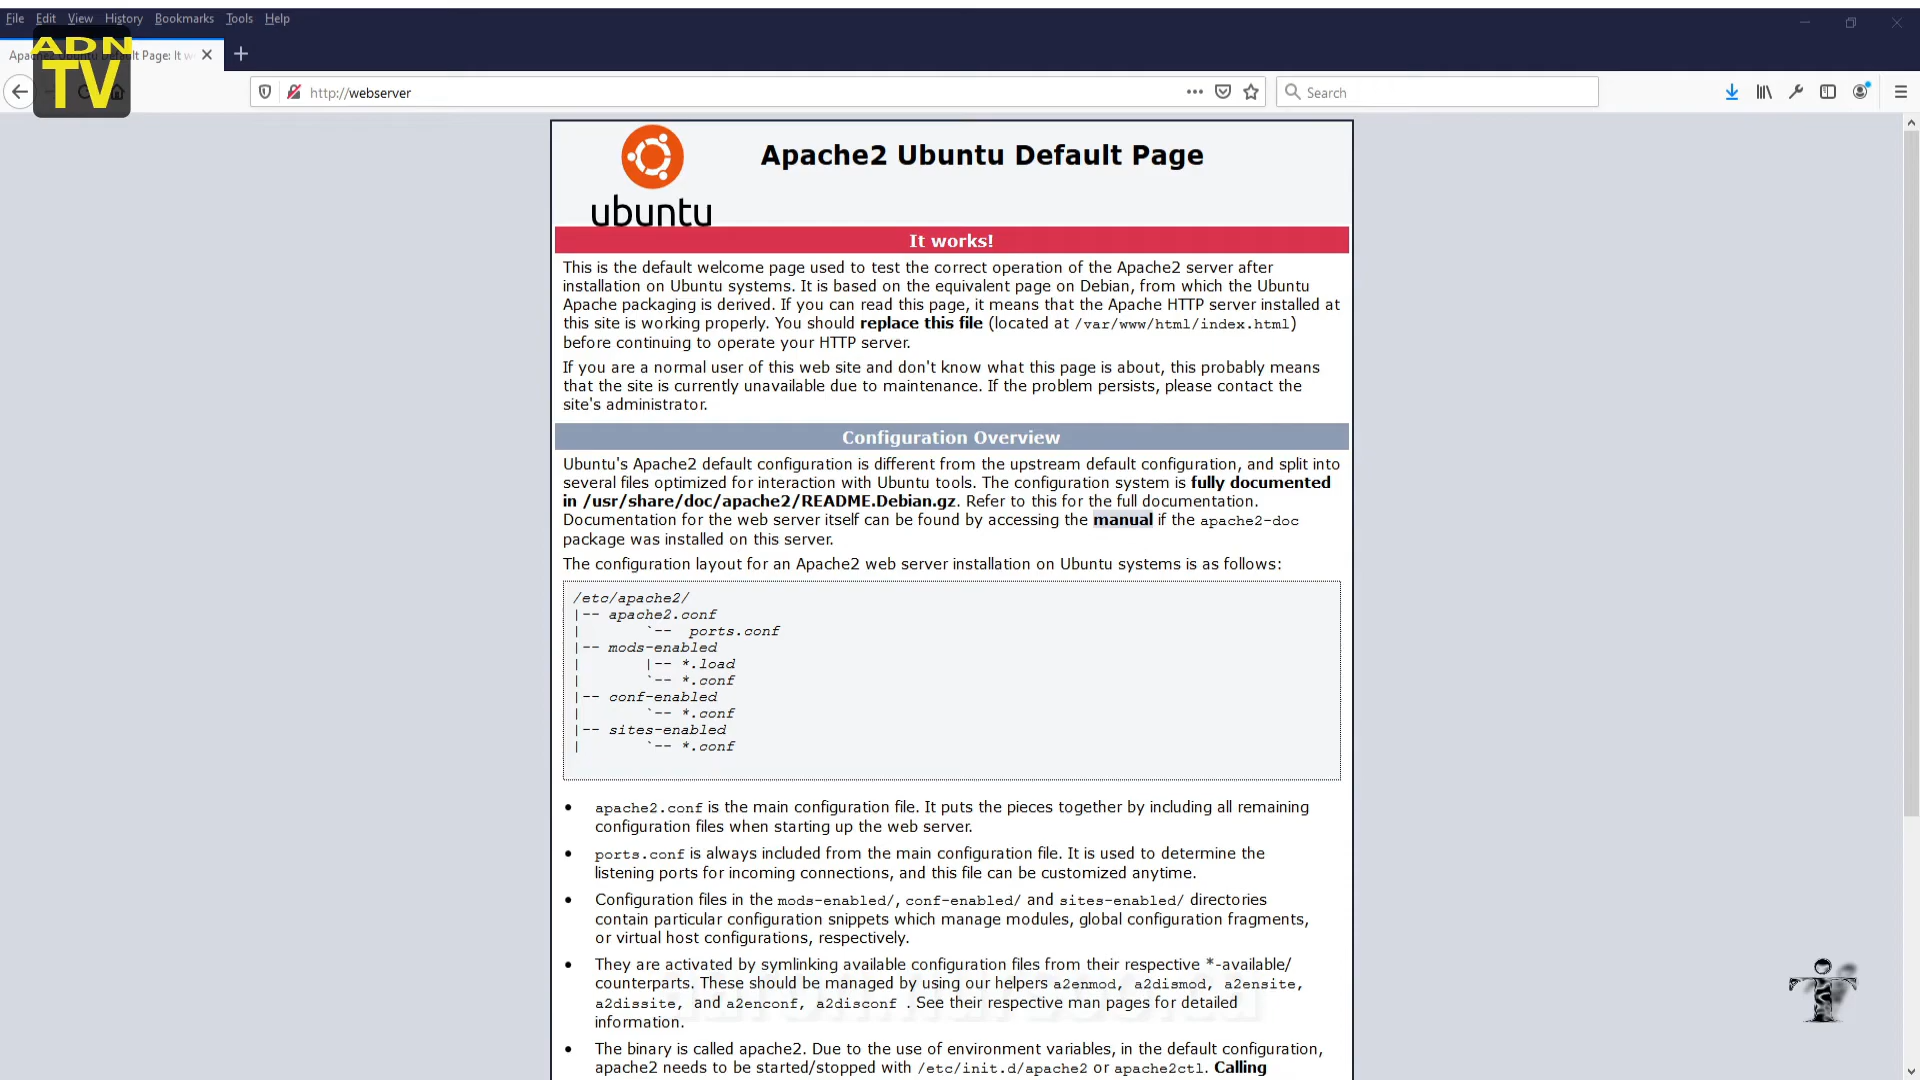 File Edit View History Bookmarks Tools Help
ADN
TV
http://webserver
Search
ubuntu
Apache2 Ubuntu Default Page
It works!
This is the default welcome page used to test the correct operation of the Apache2 server after
installation on Ubuntu systems. It is based on the equivalent page on Debian, from which the Ubuntu
Apache packaging is derived. If you can read this page, it means that the Apache HTTP server installed at
this site is working properly. You should replace this file (located at /var/www/html/index.html)
before continuing to operate your HTTP server.
If you are a normal user of this web site and don't know what this page is about, this probably means
that the site is currently unavailable due to maintenance. If the problem persists, please contact the
site's administrator.
Configuration Overview
Ubuntu's Apache2 default configuration is different from the upstream default configuration, and split into
several files optimized for interaction with Ubuntu tools. The configuration system is fully documented
in /usr/share/doc/apache2/README.Debian.gz. Refer to this for the full documentation.
Documentation for the web server itself can be found by accessing the manual if the apache2-doc
package was installed on this server.
The configuration layout for an Apache2 web server installation on Ubuntu systems is as follows:
/etc/apache2/
|-- apache2.conf
|       `--  ports.conf
|-- mods-enabled
|       |-- *.load
|       `-- *.conf
|-- conf-enabled
|       `-- *.conf
|-- sites-enabled
|       `-- *.conf
• apache2.conf is the main configuration file. It puts the pieces together by including all remaining
configuration files when starting up the web server.
• ports.conf is always included from the main configuration file. It is used to determine the
listening ports for incoming connections, and this file can be customized anytime.
• Configuration files in the mods-enabled/, conf-enabled/ and sites-enabled/ directories
contain particular configuration snippets which manage modules, global configuration fragments,
or virtual host configurations, respectively.
• They are activated by symlinking available configuration files from their respective *-available/
counterparts. These should be managed by using our helpers a2enmod, a2dismod, a2ensite,
a2dissite, and a2enconf, a2disconf . See their respective man pages for detailed
information.
• The binary is called apache2. Due to the use of environment variables, in the default configuration,
apache2 needs to be started/stopped with /etc/init.d/apache2 or apache2ctl. Calling